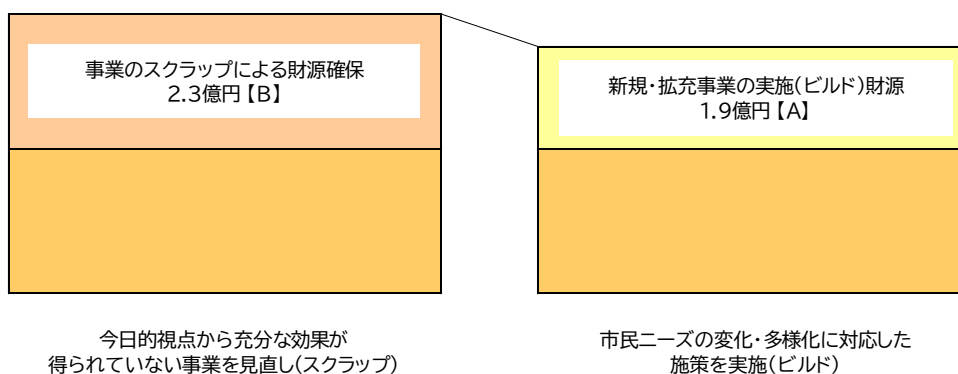 事業のスクラップによる財源確保
2.3億円【B】
新規・拡充事業の実施(ビルド)財源
1.9億円【A】
今日的視点から充分な効果が
得られていない事業を見直し(スクラップ)
市民ニーズの変化・多様化に対応した
施策を実施(ビルド)